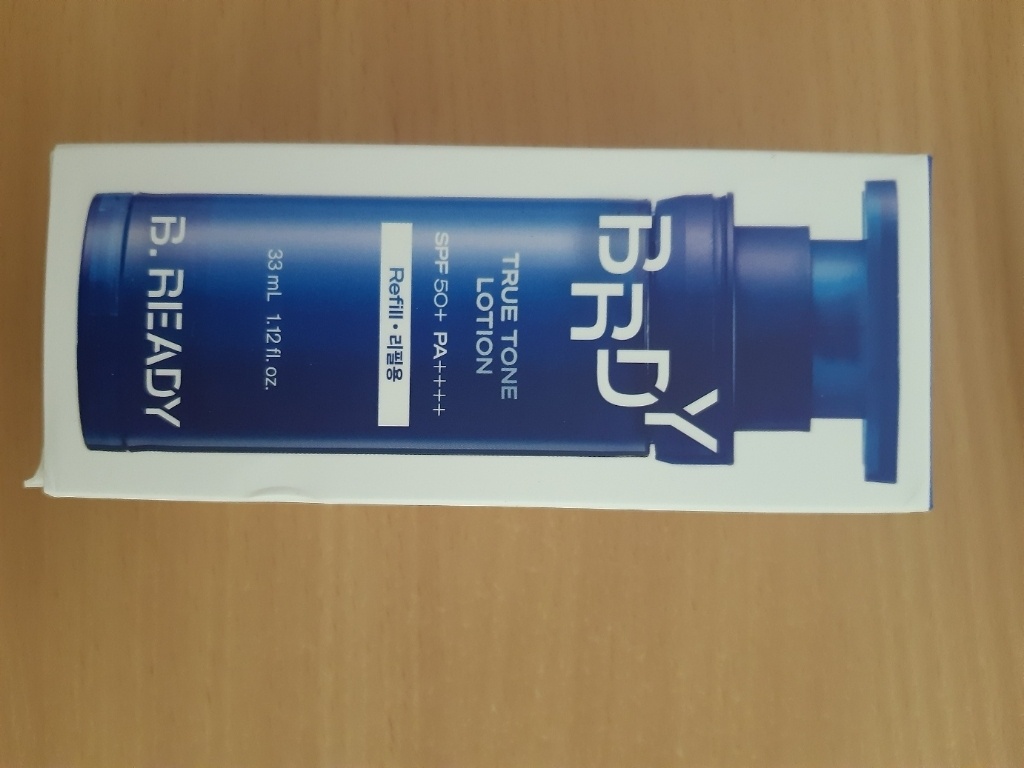 BRDY
TRUE TONE
LOTION
SPF 50+ PA++++
Refill • 리필용
33 mL 1.12 fl. oz.
B.READY